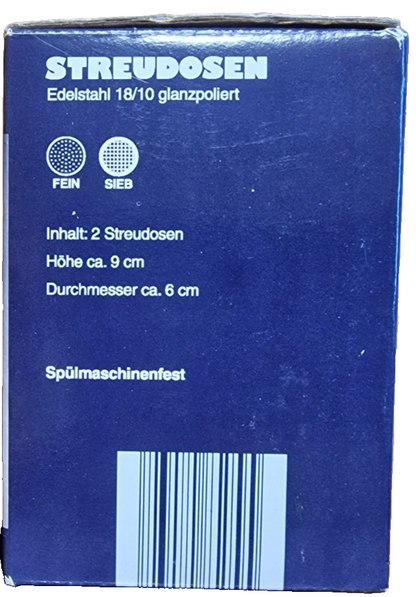 STREUDOSEN
Edelstahl 18/10 glanzpoliert
FEIN SIEB
Inhalt: 2 Streudosen
Höhe ca. 9 cm
Durchmesser ca. 6 cm
Spülmaschinenfest